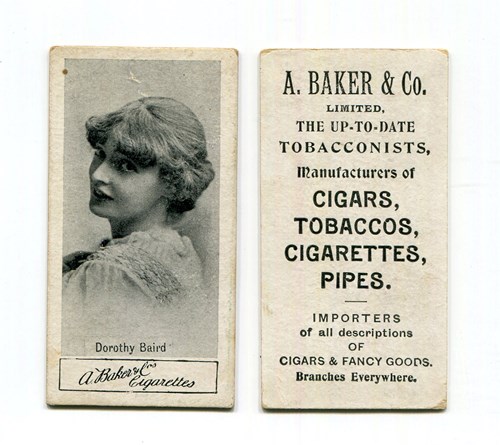 Dorothy Baird
A. Baker & Co's
Cigarettes
A. BAKER & Co.
LIMITED,
THE UP-TO-DATE
TOBACCONISTS,
Manufacturers of
CIGARS,
TOBACCOS,
CIGARETTES,
PIPES.
IMPORTERS
of all descriptions
OF
CIGARS & FANCY GOODS.
Branches Everywhere.